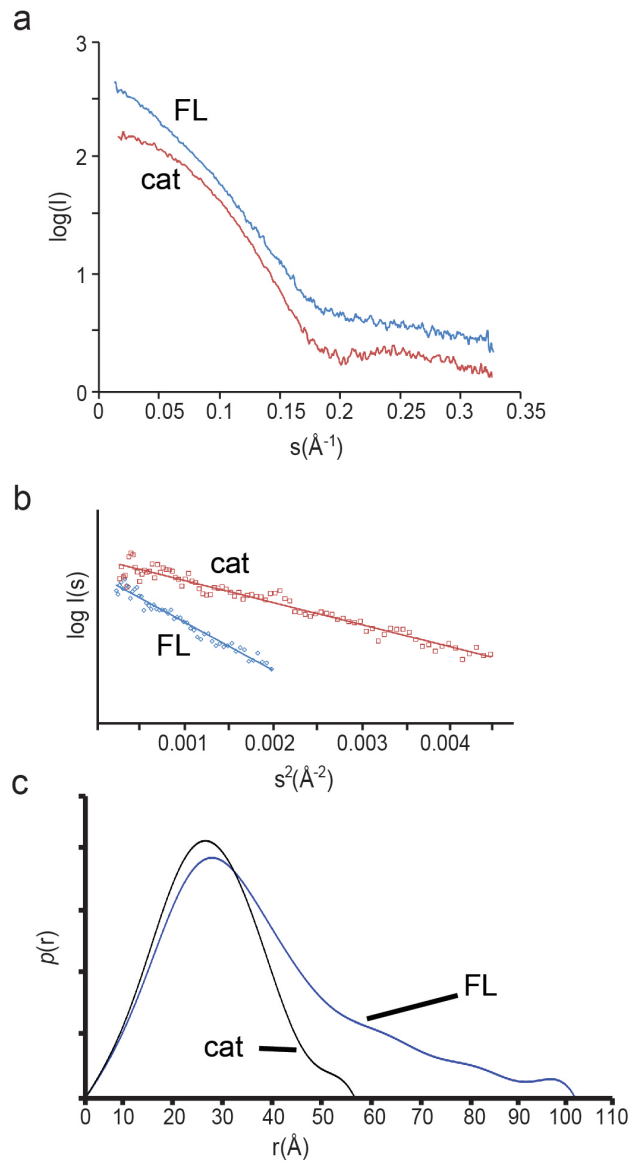 a
3
FL
2
cat
log(I)
1
0
0 0.05 0.1 0.15 0.2 0.25 0.3 0.35
s(Å⁻¹)
b
cat
log I(s)
FL
0.001 0.002 0.003 0.004
s²(Å⁻²)
c
p(r)
FL
cat
0 10 20 30 40 50 60 70 80 90 100 110
r(Å)